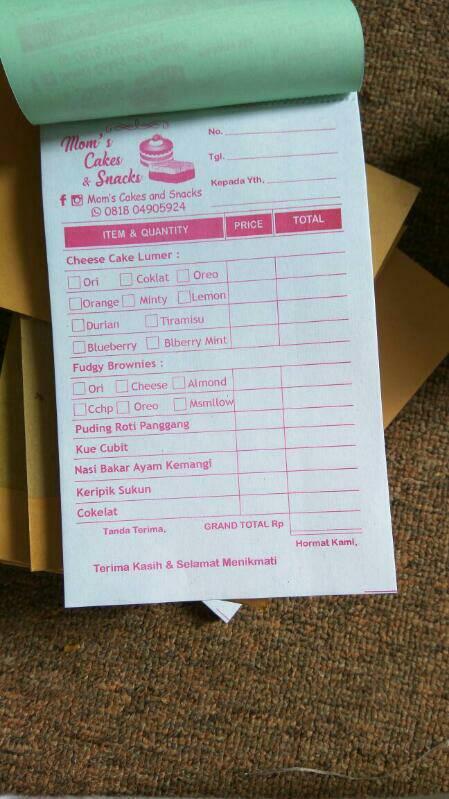 Mom's
Cakes
& Snacks
Mom's Cakes and Snacks
0818 04905924
No.
Tgl.
Kepada Yth,
ITEM & QUANTITY PRICE TOTAL
Cheese Cake Lumer :
Ori Coklat Oreo
Orange Minty Lemon
Durian Tiramisu
Blueberry Blberry Mint
Fudgy Brownies :
Ori Cheese Almond
Cchp Oreo Msmllow
Puding Roti Panggang
Kue Cubit
Nasi Bakar Ayam Kemangi
Keripik Sukun
Cokelat
Tanda Terima, GRAND TOTAL Rp
Hormat Kami,
Terima Kasih & Selamat Menikmati